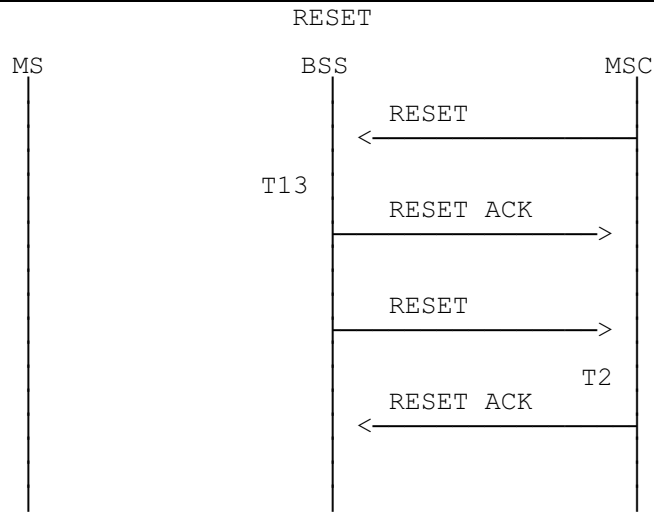 RESET
MS BSS MSC
RESET
T13
RESET ACK
RESET
T2
RESET ACK